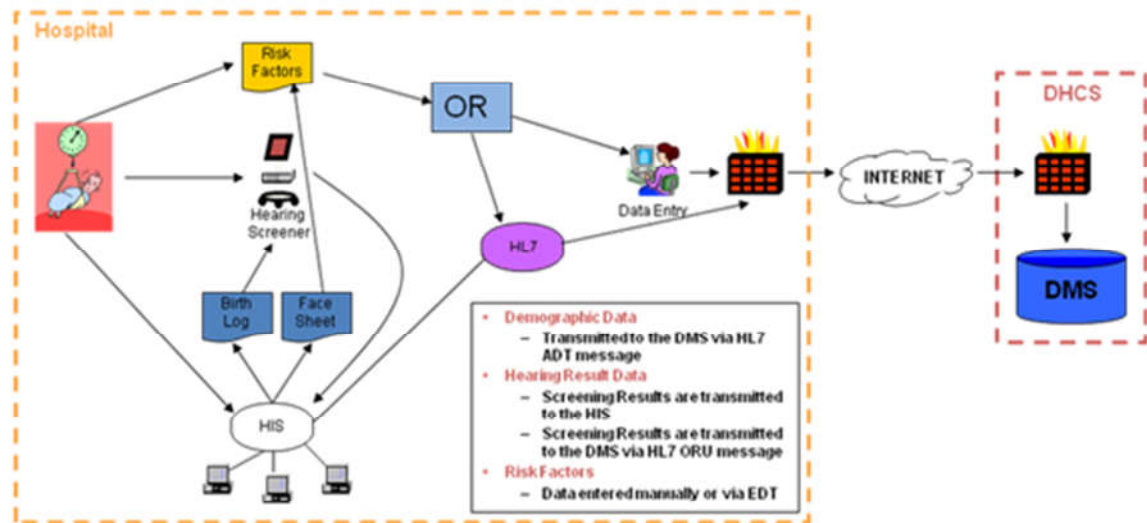 Hospital
Risk
Factors
OR
DHCS
INTERNET
Data Entry
Hearing
Screener
HL7
Birth
Log
Face
Sheet
DMS
HIS
• Demographic Data
– Transmitted to the DMS via HL7
ADT message
• Hearing Result Data
– Screening Results are transmitted
to the HIS
– Screening Results are transmitted
to the DMS via HL7 ORU message
• Risk Factors
– Data entered manually or via EDT